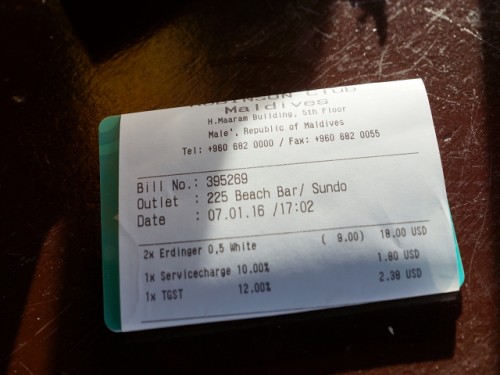 ROBINSON CLUB
Maldives
H.Maaram Building, 5th Floor
Male', Republic of Maldives
Tel: +960 682 0000 / Fax: +960 682 0055
Bill No.: 395269
Outlet : 225 Beach Bar/ Sundo
Date : 07.01.16 /17:02
2x Erdinger 0,5 White ( 9.00) 18.00 USD
1x Servicecharge 10.00% 1.80 USD
1x TGST 12.00% 2.38 USD